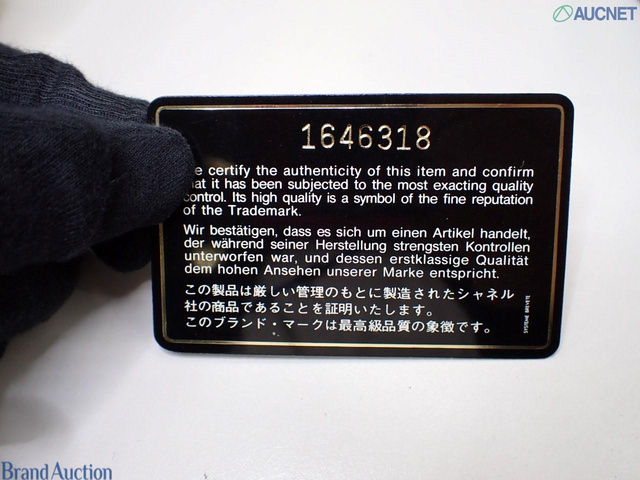 AUCNET
1646318
e certify the authenticity of this item and confirm
at it has been subjected to the most exacting quality
control. Its high quality is a symbol of the fine reputation
of the Trademark.
Wir bestätigen, dass es sich um einen Artikel handelt,
der während seiner Herstellung strengsten Kontrollen
unterworfen war, und dessen erstklassige Qualität
dem hohen Ansehen unserer Marke entspricht.
この製品は厳しい管理のもとに製造されたシャネル
社の商品であることを証明いたします。
このブランド・マークは最高級品質の象徴です。
Brand Auction